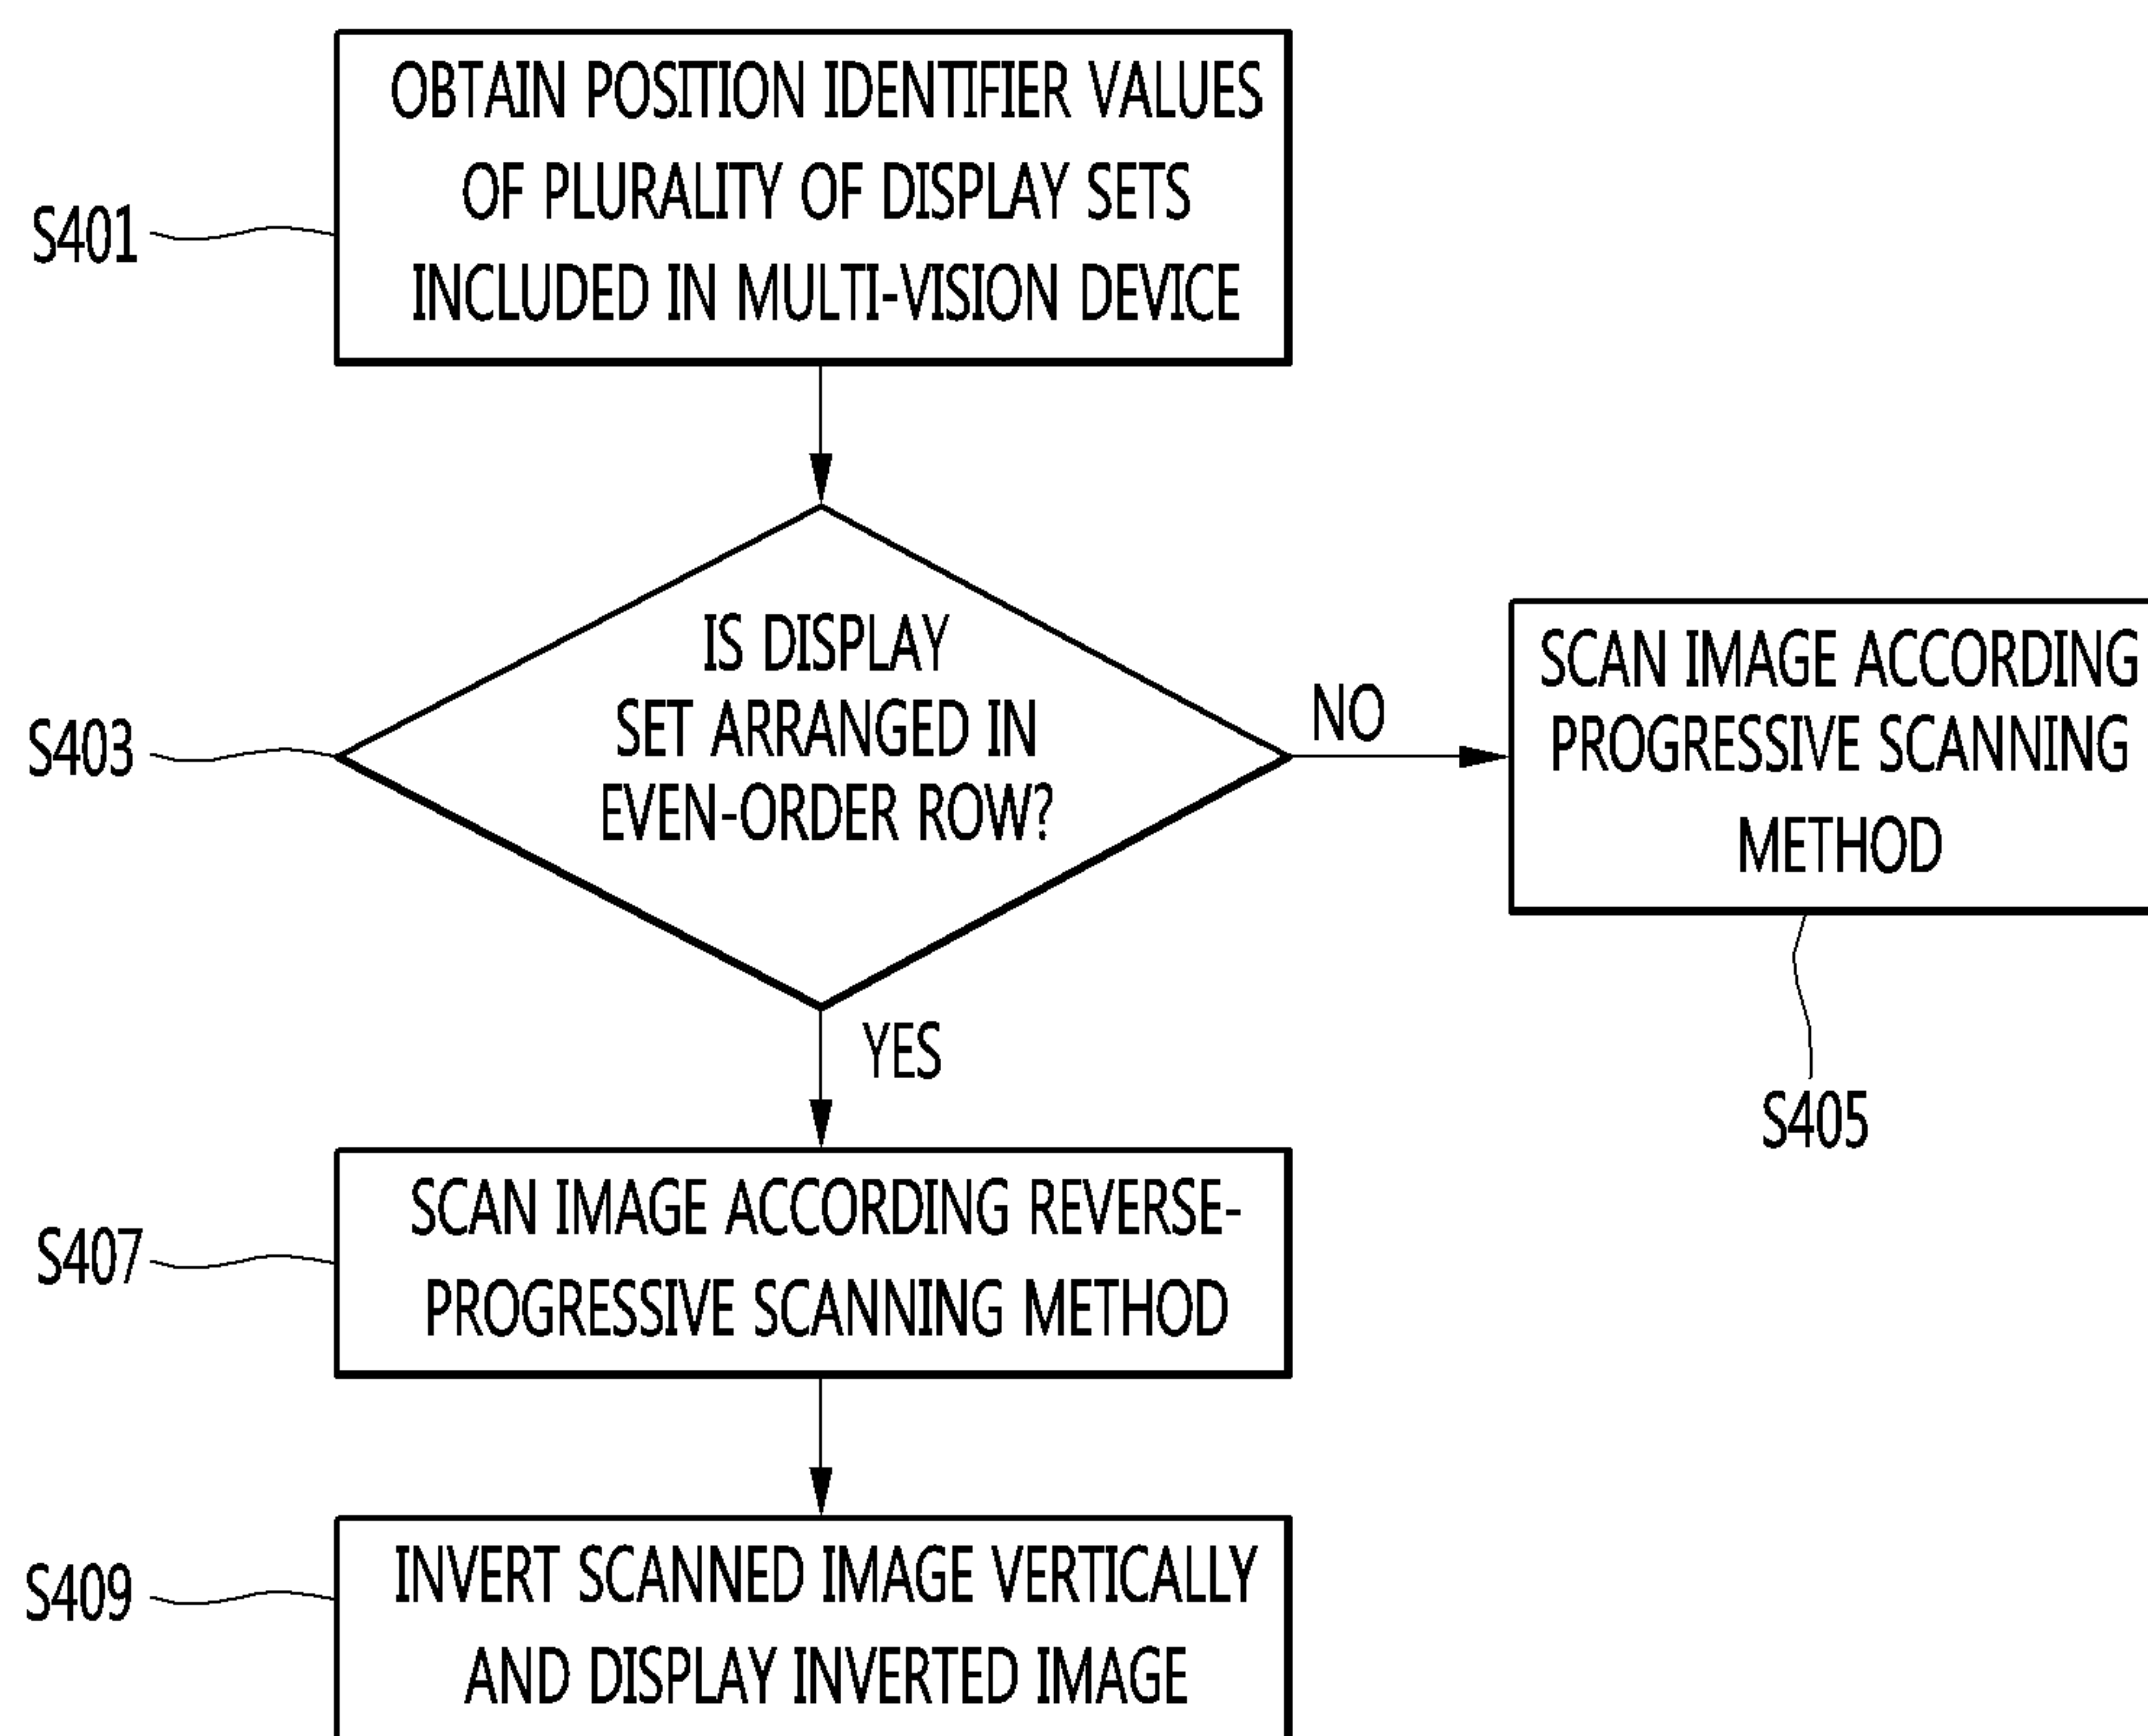 OBTAIN POSITION IDENTIFIER VALUES
OF PLURALITY OF DISPLAY SETS
INCLUDED IN MULTI-VISION DEVICE
S401
IS DISPLAY
SET ARRANGED IN
EVEN-ORDER ROW?
S403
NO
SCAN IMAGE ACCORDING
PROGRESSIVE SCANNING
METHOD
S405
YES
SCAN IMAGE ACCORDING REVERSE-
PROGRESSIVE SCANNING METHOD
S407
INVERT SCANNED IMAGE VERTICALLY
AND DISPLAY INVERTED IMAGE
S409